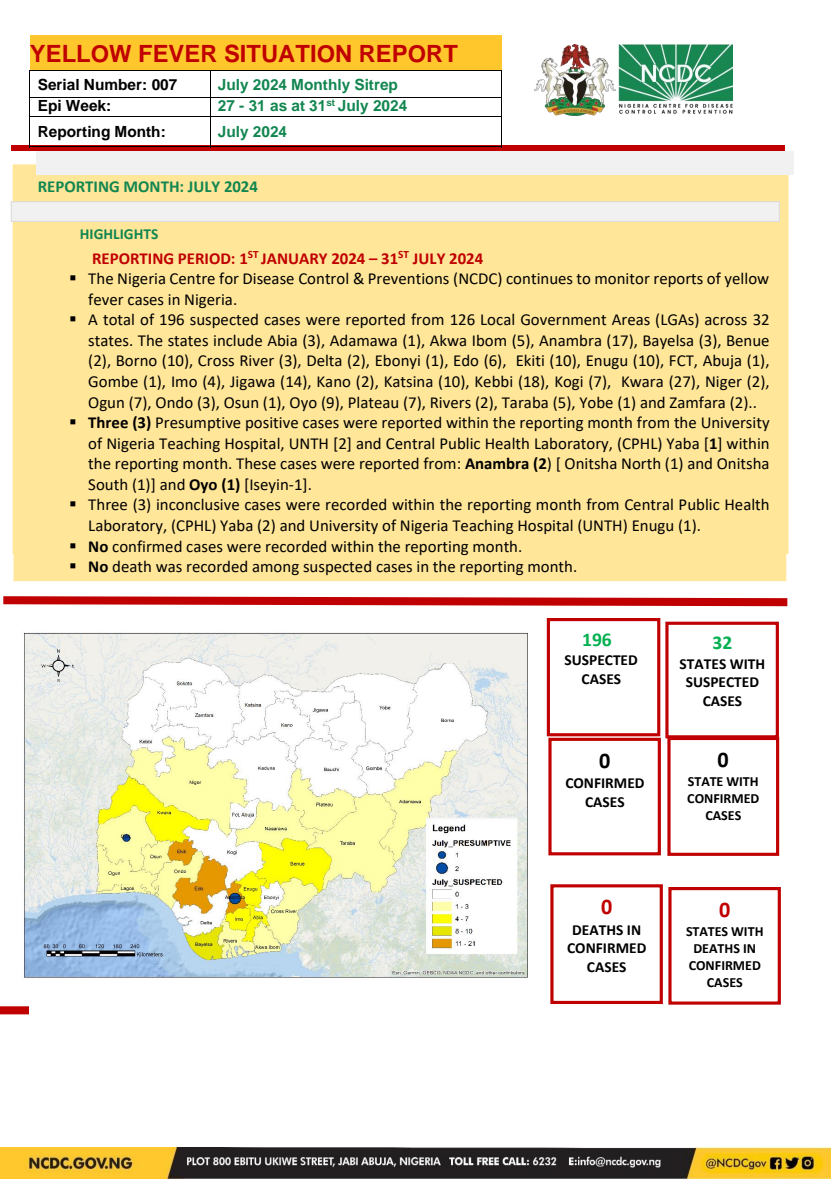 YELLOW FEVER SITUATION REPORT
Serial Number: 007 July 2024 Monthly Sitrep
Epi Week: 27 - 31 as at 31st July 2024
Reporting Month: July 2024
NCDC
NIGERIA CENTRE FOR DISEASE
CONTROL AND PREVENTION
REPORTING MONTH: JULY 2024
HIGHLIGHTS
REPORTING PERIOD: 1ST JANUARY 2024 – 31ST JULY 2024
▪ The Nigeria Centre for Disease Control & Preventions (NCDC) continues to monitor reports of yellow
fever cases in Nigeria.
▪ A total of 196 suspected cases were reported from 126 Local Government Areas (LGAs) across 32
states. The states include Abia (3), Adamawa (1), Akwa Ibom (5), Anambra (17), Bayelsa (3), Benue
(2), Borno (10), Cross River (3), Delta (2), Ebonyi (1), Edo (6), Ekiti (10), Enugu (10), FCT, Abuja (1),
Gombe (1), Imo (4), Jigawa (14), Kano (2), Katsina (10), Kebbi (18), Kogi (7), Kwara (27), Niger (2),
Ogun (7), Ondo (3), Osun (1), Oyo (9), Plateau (7), Rivers (2), Taraba (5), Yobe (1) and Zamfara (2)..
▪ Three (3) Presumptive positive cases were reported within the reporting month from the University
of Nigeria Teaching Hospital, UNTH [2] and Central Public Health Laboratory, (CPHL) Yaba [1] within
the reporting month. These cases were reported from: Anambra (2) [ Onitsha North (1) and Onitsha
South (1)] and Oyo (1) [Iseyin-1].
▪ Three (3) inconclusive cases were recorded within the reporting month from Central Public Health
Laboratory, (CPHL) Yaba (2) and University of Nigeria Teaching Hospital (UNTH) Enugu (1).
▪ No confirmed cases were recorded within the reporting month.
▪ No death was recorded among suspected cases in the reporting month.
N
W E
S
Sokoto
Katsina
Zamfara
Jigawa
Yobe
Kano
Borno
Kebbi
Kaduna
Bauchi
Gombe
Niger
Plateau
Adamawa
Kwara
Fct, Abuja
Nasarawa
Taraba
Osun
Ekiti
Kogi
Benue
Ogun
Ondo
Edo
Enugu
Ebonyi
Lagos
Delta
Imo
Abia
Cross River
Bayelsa
Rivers
Akwa Ibom
60 30 0 60 120 180 240
Kilometers
Legend
July_PRESUMPTIVE
1
2
July_SUSPECTED
0
1 - 3
4 - 7
8 - 10
11 - 21
Esri, Garmin, GEBCO, NOAA NGDC, and other contributors
196
SUSPECTED
CASES
32
STATES WITH
SUSPECTED
CASES
0
CONFIRMED
CASES
0
STATE WITH
CONFIRMED
CASES
0
DEATHS IN
CONFIRMED
CASES
0
STATES WITH
DEATHS IN
CONFIRMED
CASES
NCDC.GOV.NG PLOT 800 EBITU UKIWE STREET, JABI ABUJA, NIGERIA TOLL FREE CALL: 6232 E:info@ncdc.gov.ng @NCDCgov